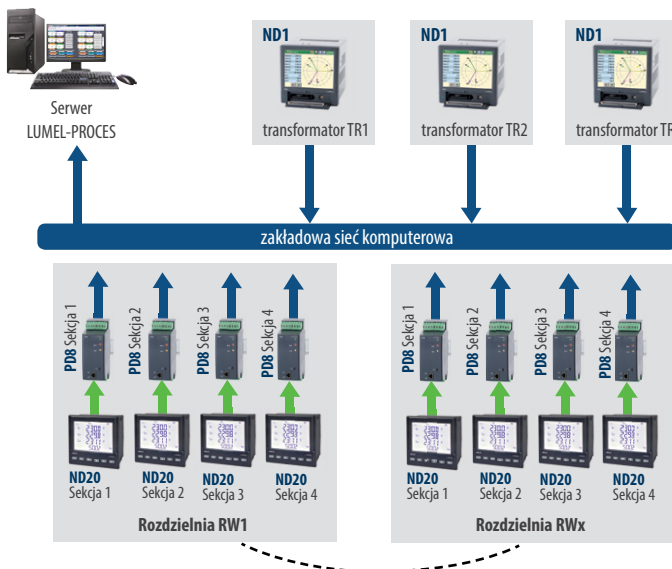 Serwer
LUMEL-PROCES
ND1
transformator TR1
ND1
transformator TR2
ND1
transformator TR
zakładowa sieć komputerowa
PD8 Sekcja 1
PD8 Sekcja 2
PD8 Sekcja 3
PD8 Sekcja 4
ND20
Sekcja 1
ND20
Sekcja 2
ND20
Sekcja 3
ND20
Sekcja 4
Rozdzielnia RW1
PD8 Sekcja 1
PD8 Sekcja 2
PD8 Sekcja 3
PD8 Sekcja 4
ND20
Sekcja 1
ND20
Sekcja 2
ND20
Sekcja 3
ND20
Sekcja 4
Rozdzielnia RWx